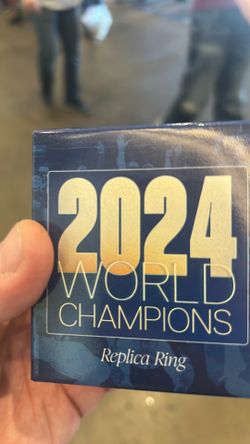 2024
WORLD
CHAMPIONS
Replica Ring